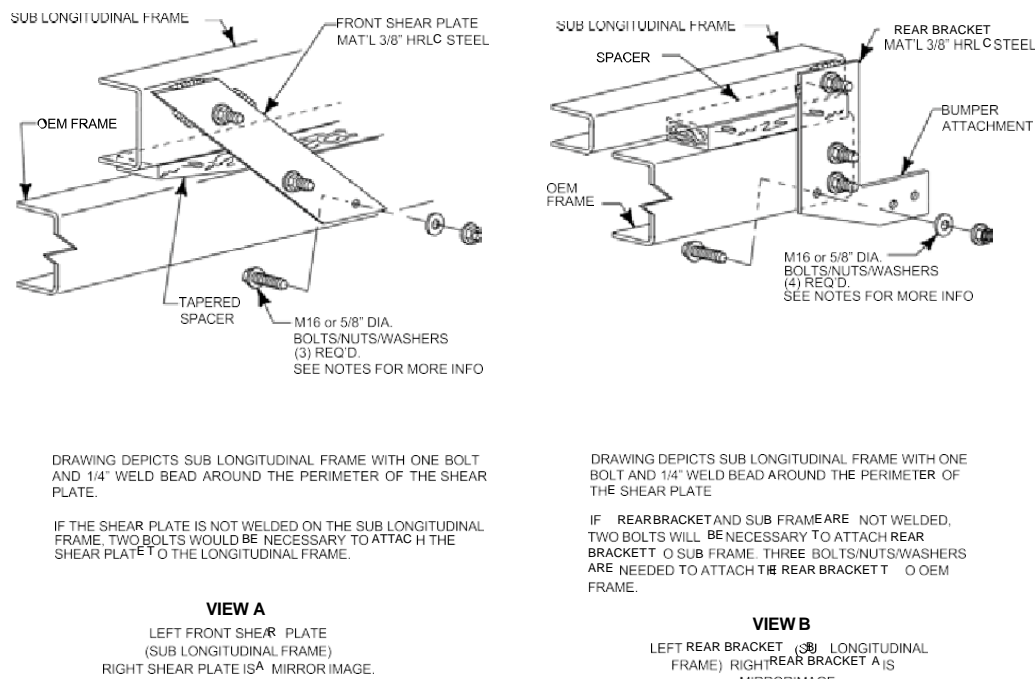 SUB LONGITUDINAL FRAME
FRONT SHEAR PLATE
MAT'L 3/8" HRLC STEEL
OEM FRAME
TAPERED
SPACER
M16 or 5/8" DIA.
BOLTS/NUTS/WASHERS
(3) REQ'D.
SEE NOTES FOR MORE INFO
DRAWING DEPICTS SUB LONGITUDINAL FRAME WITH ONE BOLT
AND 1/4" WELD BEAD AROUND THE PERIMETER OF THE SHEAR
PLATE.
IF THE SHEAR PLATE IS NOT WELDED ON THE SUB LONGITUDINAL
FRAME, TWO BOLTS WOULD BE NECESSARY TO ATTAC H THE
SHEAR PLATE T O THE LONGITUDINAL FRAME.
VIEW A
LEFT FRONT SHEAR PLATE
(SUB LONGITUDINAL FRAME)
RIGHT SHEAR PLATE IS A MIRROR IMAGE.
SUB LONGITUDINAL FRAME
REAR BRACKET
MAT'L 3/8" HRLC STEEL
SPACER
BUMPER
ATTACHMENT
OEM
FRAME
M16 or 5/8" DIA.
BOLTS/NUTS/WASHERS
(4) REQ'D.
SEE NOTES FOR MORE INFO
DRAWING DEPICTS SUB LONGITUDINAL FRAME WITH ONE
BOLT AND 1/4" WELD BEAD AROUND THE PERIMETER OF
THE SHEAR PLATE
IF REAR BRACKET AND SUB FRAME ARE NOT WELDED,
TWO BOLTS WILL BE NECESSARY TO ATTACH REAR
BRACKET T O SUB FRAME. THREE BOLTS/NUTS/WASHERS
ARE NEEDED TO ATTACH THE REAR BRACKET T O OEM
FRAME.
VIEW B
LEFT REAR BRACKET (SUB LONGITUDINAL
FRAME) RIGHT REAR BRACKET A IS
MIRROR IMAGE